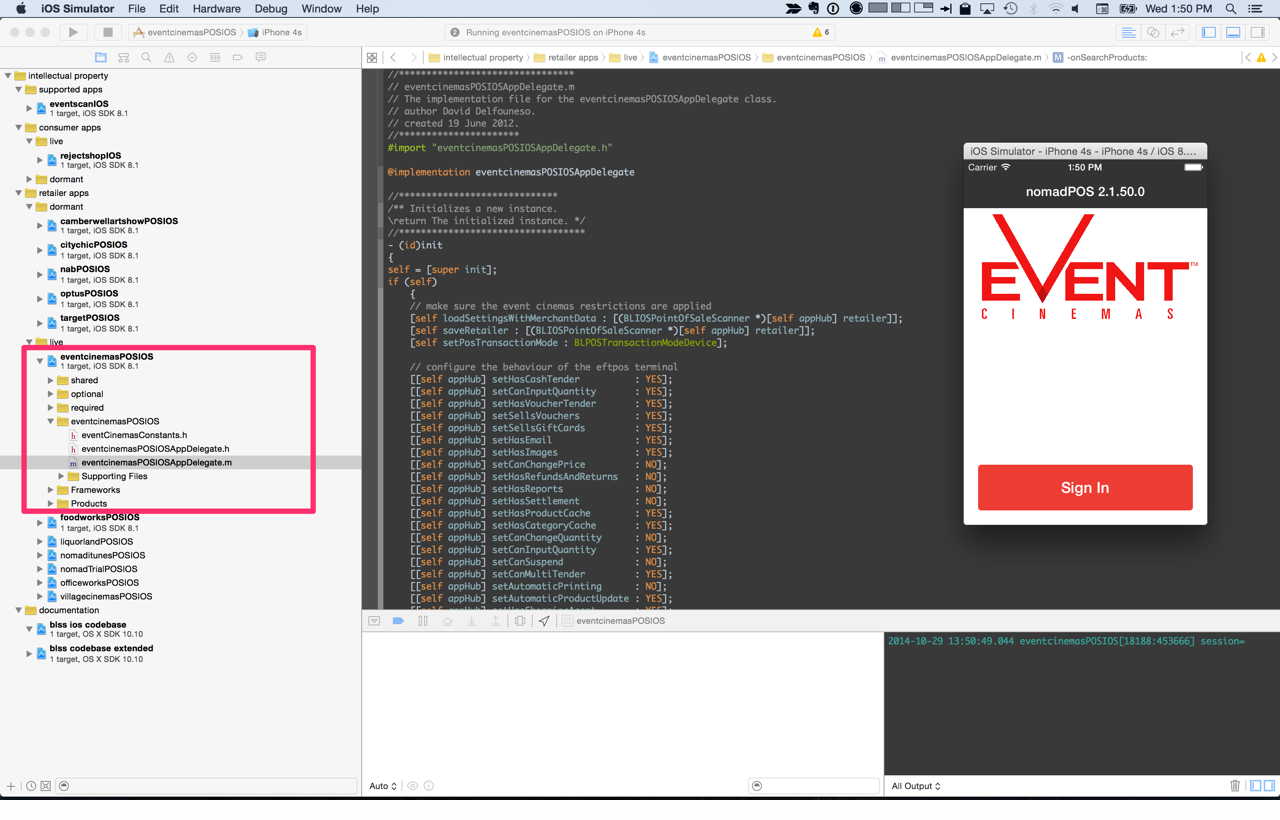 iOS Simulator File Edit Hardware Debug Window Help
Wed 1:50 PM
eventcinemasPOSIOS iPhone 4s
2 Running eventcinemasPOSIOS on iPhone 4s
6
intellectual property
supported apps
eventscanIOS
1 target, iOS SDK 8.1
consumer apps
live
rejectshopIOS
1 target, iOS SDK 8.1
dormant
retailer apps
dormant
camberwellartshowPOSIOS
1 target, iOS SDK 8.1
citychicPOSIOS
1 target, iOS SDK 8.1
nabPOSIOS
1 target, iOS SDK 8.1
optusPOSIOS
1 target, iOS SDK 8.1
targetPOSIOS
1 target, iOS SDK 8.1
live
eventcinemasPOSIOS
1 target, iOS SDK 8.1
shared
optional
required
eventcinemasPOSIOS
h eventCinemasConstants.h
h eventcinemasPOSIOSAppDelegate.h
m eventcinemasPOSIOSAppDelegate.m
Supporting Files
Frameworks
Products
foodworksPOSIOS
1 target, iOS SDK 8.1
liquorlandPOSIOS
nomaditunesPOSIOS
nomadTrialPOSIOS
officeworksPOSIOS
villagecinemasPOSIOS
documentation
blss ios codebase
1 target, OS X SDK 10.10
blss codebase extended
1 target, OS X SDK 10.10
intellectual property retailer apps live eventcinemasPOSIOS eventcinemasPOSIOS m eventcinemasPOSIOSAppDelegate.m M -onSearchProducts:
//********************************
// eventcinemasPOSIOSAppDelegate.m
// The implementation file for the eventcinemasPOSIOSAppDelegate class.
// author David Delfouneso.
// created 19 June 2012.
//**********************
#import "eventcinemasPOSIOSAppDelegate.h"
@implementation eventcinemasPOSIOSAppDelegate
//*****************************
/** Initializes a new instance.
\return The initialized instance. */
//**********************************
- (id)init
{
self = [super init];
if (self)
{
// make sure the event cinemas restrictions are applied
[self loadSettingsWithMerchantData : [(BLIOSPointOfSaleScanner *)[self appHub] retailer]];
[self saveRetailer : [(BLIOSPointOfSaleScanner *)[self appHub] retailer]];
[self setPosTransactionMode : BLPOSTransactionModeDevice];
// configure the behaviour of the eftpos terminal
[[self appHub] setHasCashTender : YES];
[[self appHub] setCanInputQuantity : YES];
[[self appHub] setHasVoucherTender : YES];
[[self appHub] setSellsVouchers : YES];
[[self appHub] setSellsGiftCards : YES];
[[self appHub] setHasEmail : YES];
[[self appHub] setHasImages : YES];
[[self appHub] setCanChangePrice : NO];
[[self appHub] setHasRefundsAndReturns : NO];
[[self appHub] setHasReports : NO];
[[self appHub] setHasSettlement : NO];
[[self appHub] setHasProductCache : YES];
[[self appHub] setHasCategoryCache : YES];
[[self appHub] setCanChangeQuantity : NO];
[[self appHub] setCanInputQuantity : YES];
[[self appHub] setCanSuspend : NO];
[[self appHub] setCanMultiTender : YES];
[[self appHub] setAutomaticPrinting : NO];
[[self appHub] setAutomaticProductUpdate : YES];
iOS Simulator - iPhone 4s - iPhone 4s / iOS 8....
Carrier 1:50 PM
nomadPOS 2.1.50.0
EVENT™
CINEMAS
Sign In
eventcinemasPOSIOS
2014-10-29 13:50:49.044 eventcinemasPOSIOS[18188:453666] session=
Auto
All Output